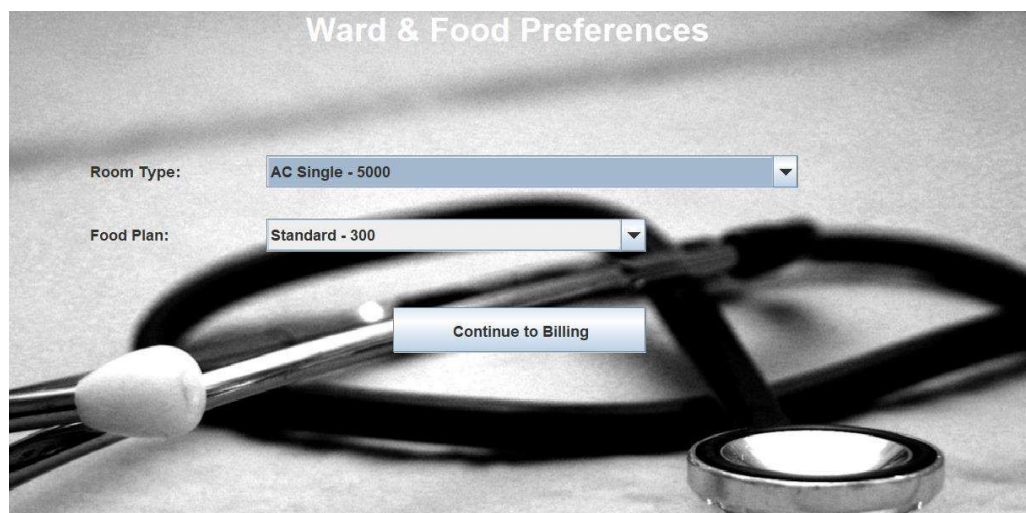 Ward & Food Preferences
Room Type: AC Single - 5000
Food Plan: Standard - 300
Continue to Billing